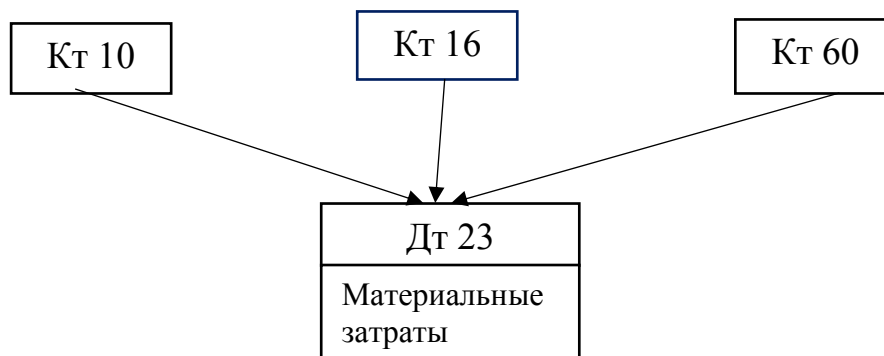 Кт 10
Кт 16
Кт 60
Дт 23
Материальные
затраты